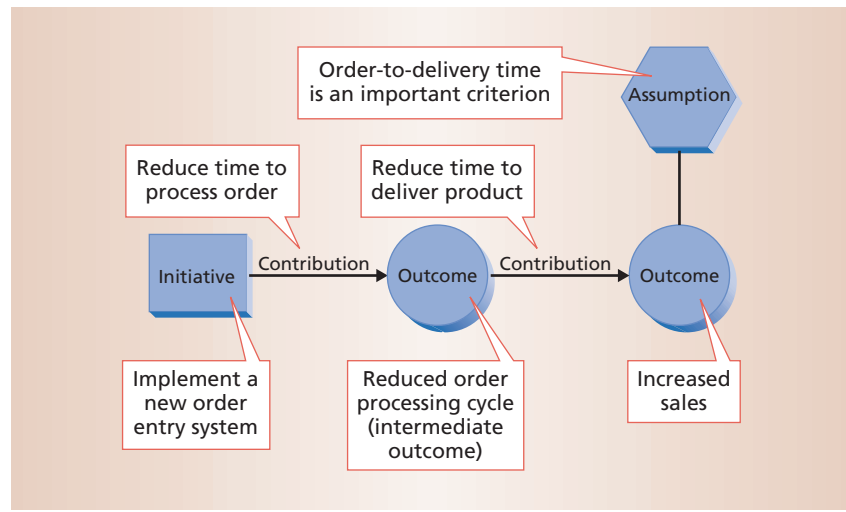 Order-to-delivery time
is an important criterion
Assumption
Reduce time to
process order
Reduce time to
deliver product
Initiative
Contribution
Outcome
Contribution
Outcome
Implement a
new order
entry system
Reduced order
processing cycle
(intermediate
outcome)
Increased
sales